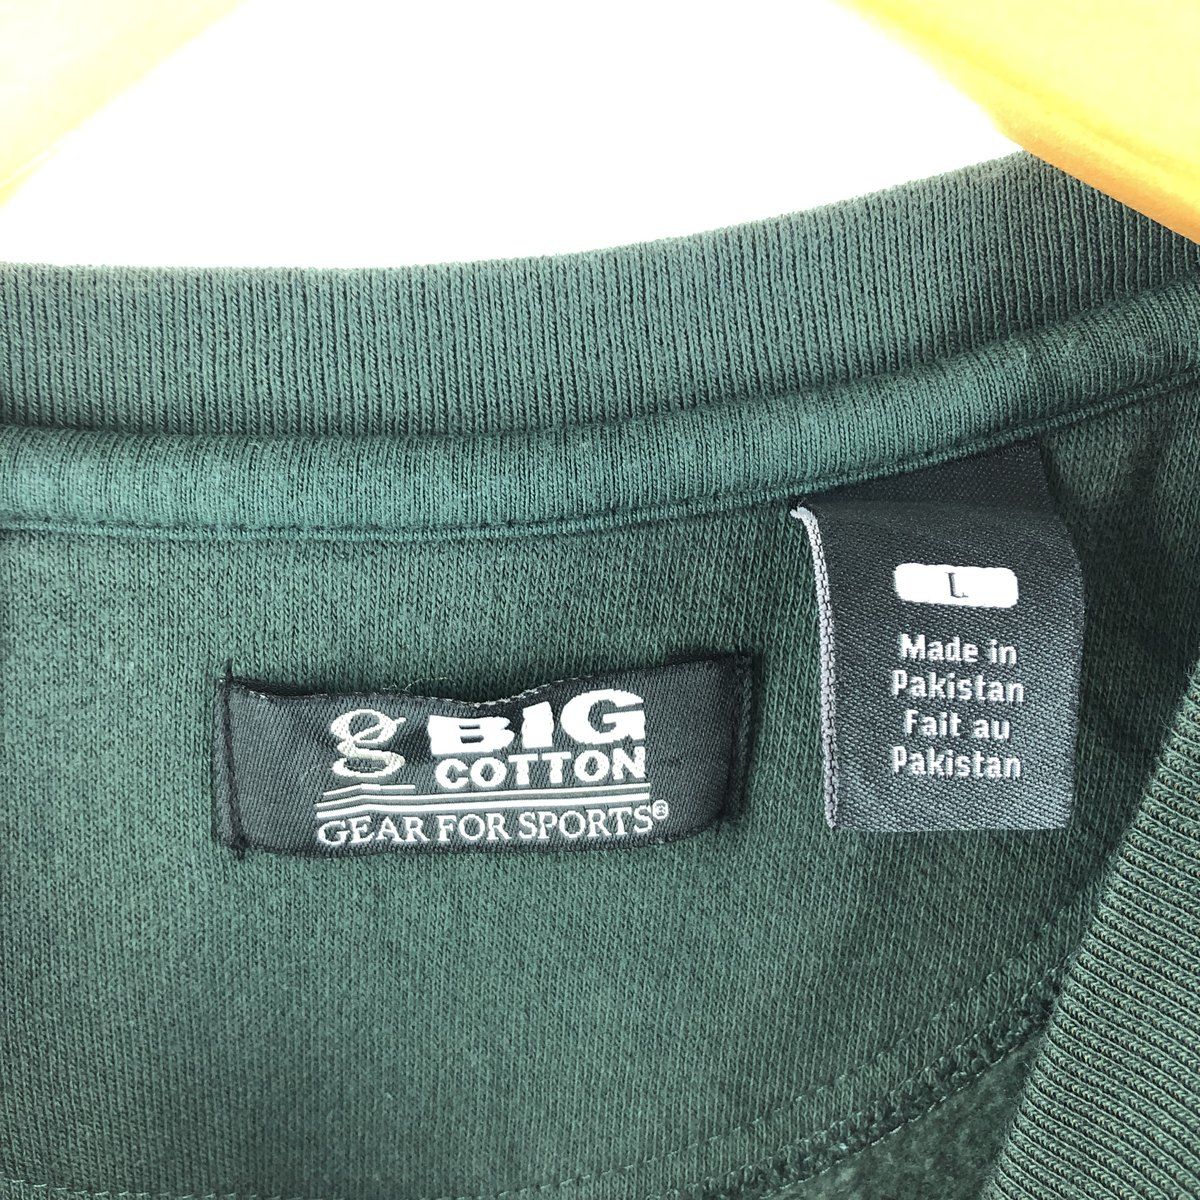 g BIG
COTTON
GEAR FOR SPORTS®
L
Made in
Pakistan
Fait au
Pakistan